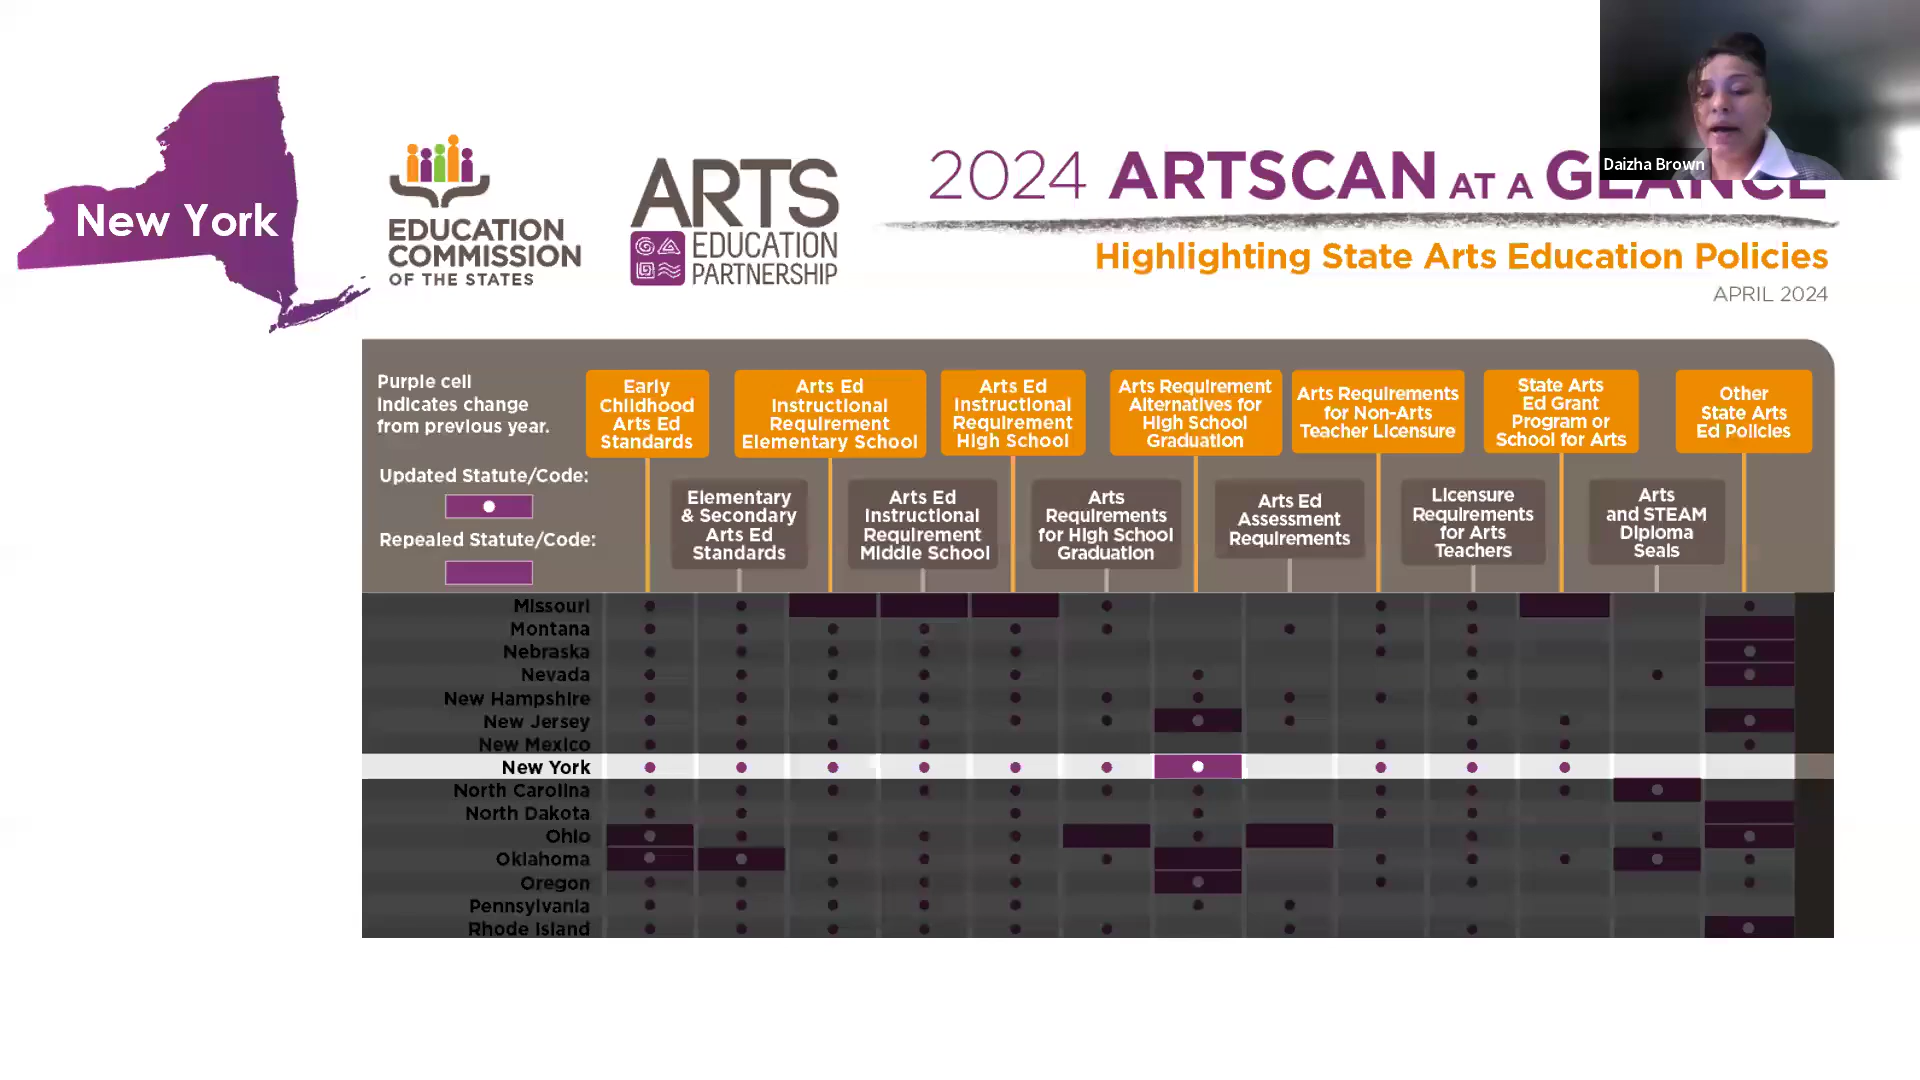 Daizha Brown
New York
EDUCATION
COMMISSION
OF THE STATES
ARTS
EDUCATION
PARTNERSHIP
2024 ARTSCAN AT A GLANCE
Highlighting State Arts Education Policies
APRIL 2024
Purple cell
indicates change
from previous year.
Updated Statute/Code:
Repealed Statute/Code:
Early
Childhood
Arts Ed
Standards
Elementary
& Secondary
Arts Ed
Standards
Arts Ed
Instructional
Requirement
Elementary School
Arts Ed
Instructional
Requirement
Middle School
Arts Ed
Instructional
Requirement
High School
Arts
Requirements
for High School
Graduation
Arts Requirement
Alternatives for
High School
Graduation
Arts Ed
Assessment
Requirements
Arts Requirements
for Non-Arts
Teacher Licensure
Licensure
Requirements
for Arts
Teachers
State Arts
Ed Grant
Program or
School for Arts
Arts
and STEAM
Diploma
Seals
Other
State Arts
Ed Policies
Missouri
Montana
Nebraska
Nevada
New Hampshire
New Jersey
New Mexico
New York
North Carolina
North Dakota
Ohio
Oklahoma
Oregon
Pennsylvania
Rhode Island